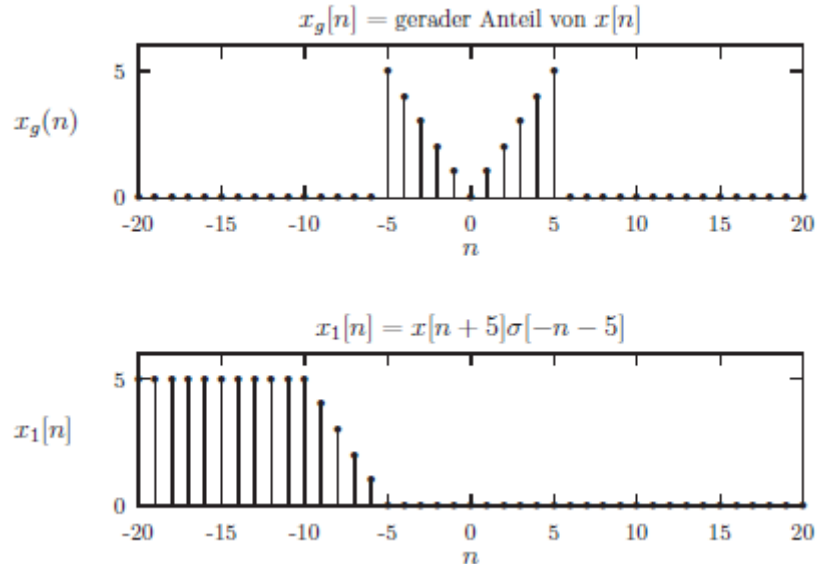 x_g[n] = gerader Anteil von x[n]
5
x_g(n)
0
-20 -15 -10 -5 0 5 10 15 20
n
x_1[n] = x[n + 5]σ[−n − 5]
5
x_1[n]
0
-20 -15 -10 -5 0 5 10 15 20
n